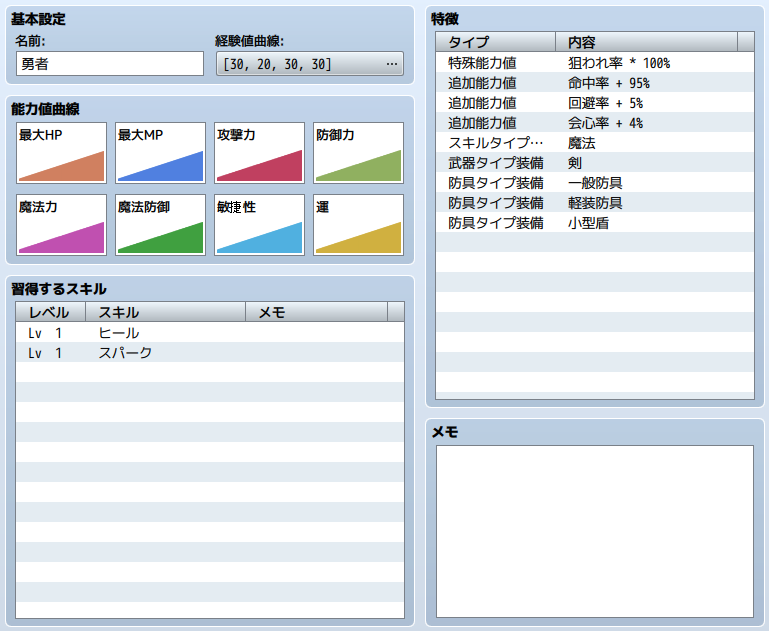 基本設定
名前:
経験値曲線:
勇者
[30, 20, 30, 30]
…
能力値曲線
最大HP
最大MP
攻撃力
防御力
魔法力
魔法防御
敏捷性
運
習得するスキル
レベル スキル メモ
Lv 1 ヒール
Lv 1 スパーク
特徴
タイプ 内容
特殊能力値 狙われ率 * 100%
追加能力値 命中率 + 95%
追加能力値 回避率 + 5%
追加能力値 会心率 + 4%
スキルタイプ… 魔法
武器タイプ装備 剣
防具タイプ装備 一般防具
防具タイプ装備 軽装防具
防具タイプ装備 小型盾
メモ